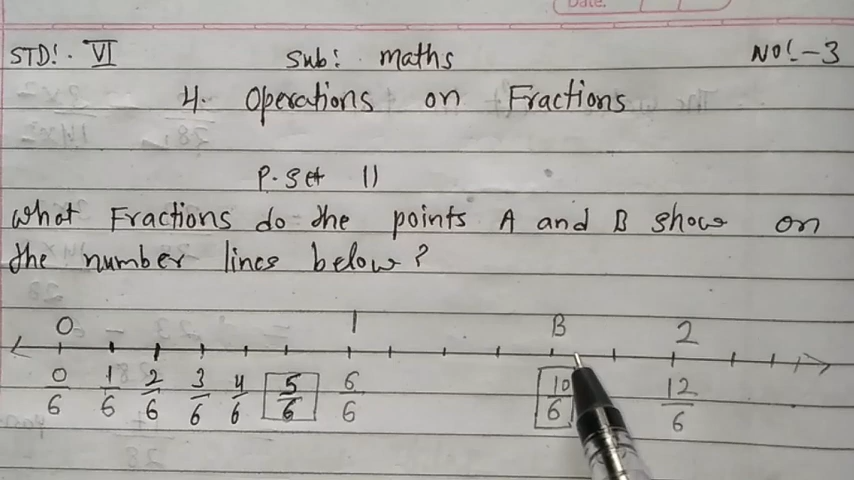 Date.
STD:. VI Sub: maths NO:-3
4. Operations on Fractions
P. Set 11
What Fractions do the points A and B show on
the number lines below?
0 1 B 2
0/6 1/6 2/6 3/6 4/6 5/6 6/6 10/6 12/6